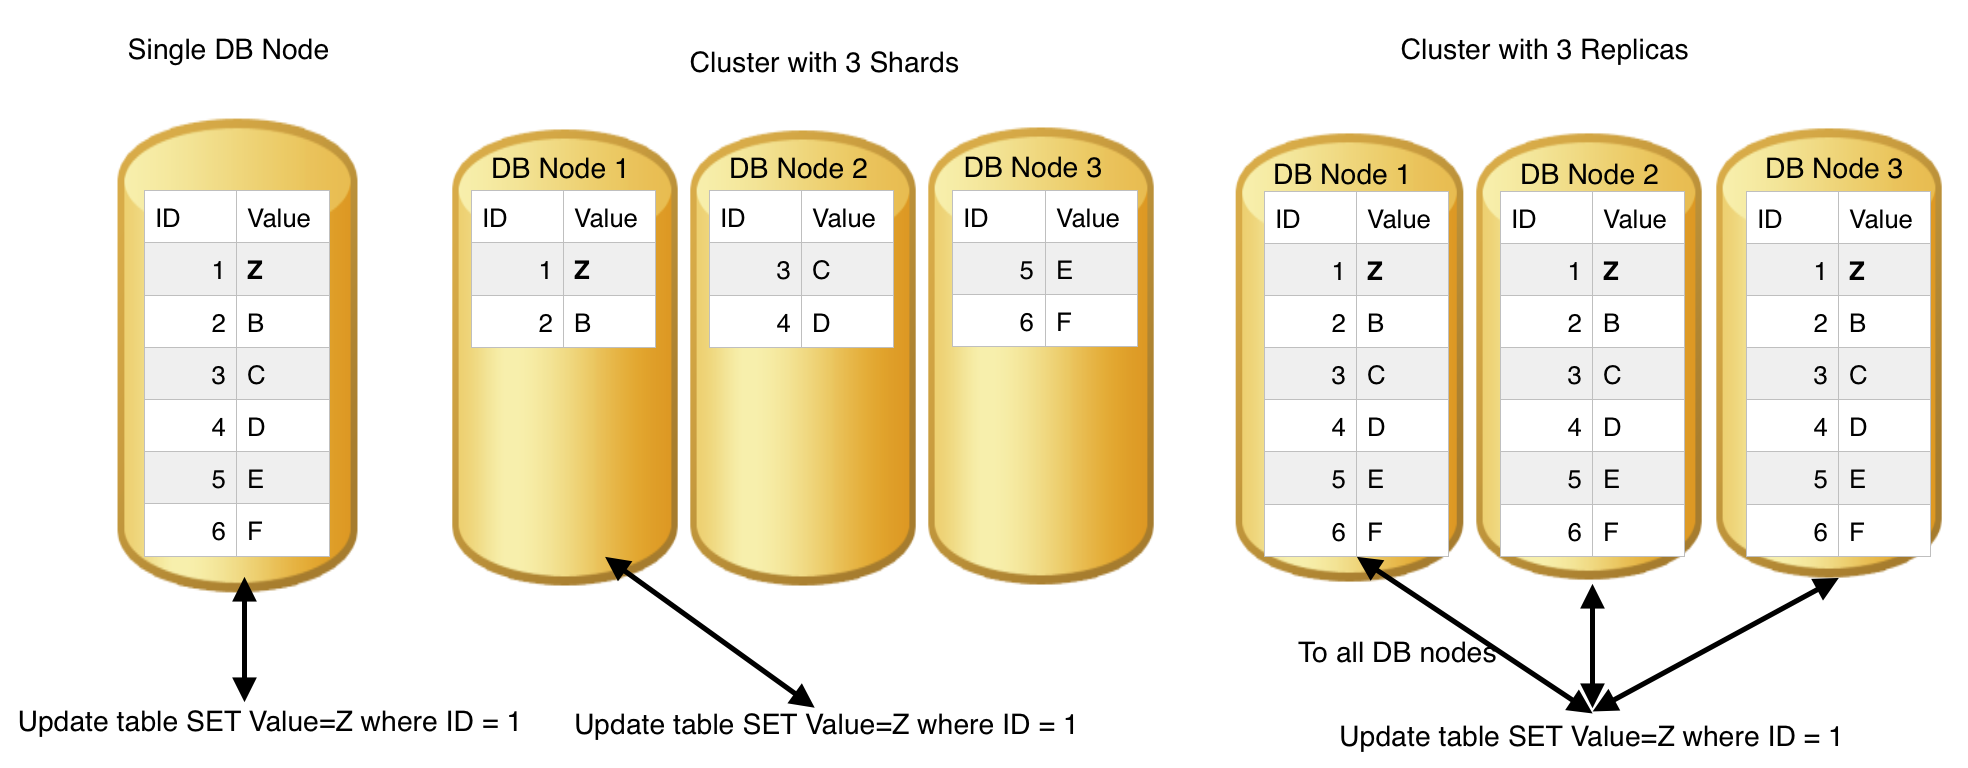 Single DB Node
ID Value
1 Z
2 B
3 C
4 D
5 E
6 F
Update table SET Value=Z where ID = 1
Cluster with 3 Shards
DB Node 1
ID Value
1 Z
2 B
DB Node 2
ID Value
3 C
4 D
DB Node 3
ID Value
5 E
6 F
Update table SET Value=Z where ID = 1
Cluster with 3 Replicas
DB Node 1
ID Value
1 Z
2 B
3 C
4 D
5 E
6 F
DB Node 2
ID Value
1 Z
2 B
3 C
4 D
5 E
6 F
DB Node 3
ID Value
1 Z
2 B
3 C
4 D
5 E
6 F
To all DB nodes
Update table SET Value=Z where ID = 1